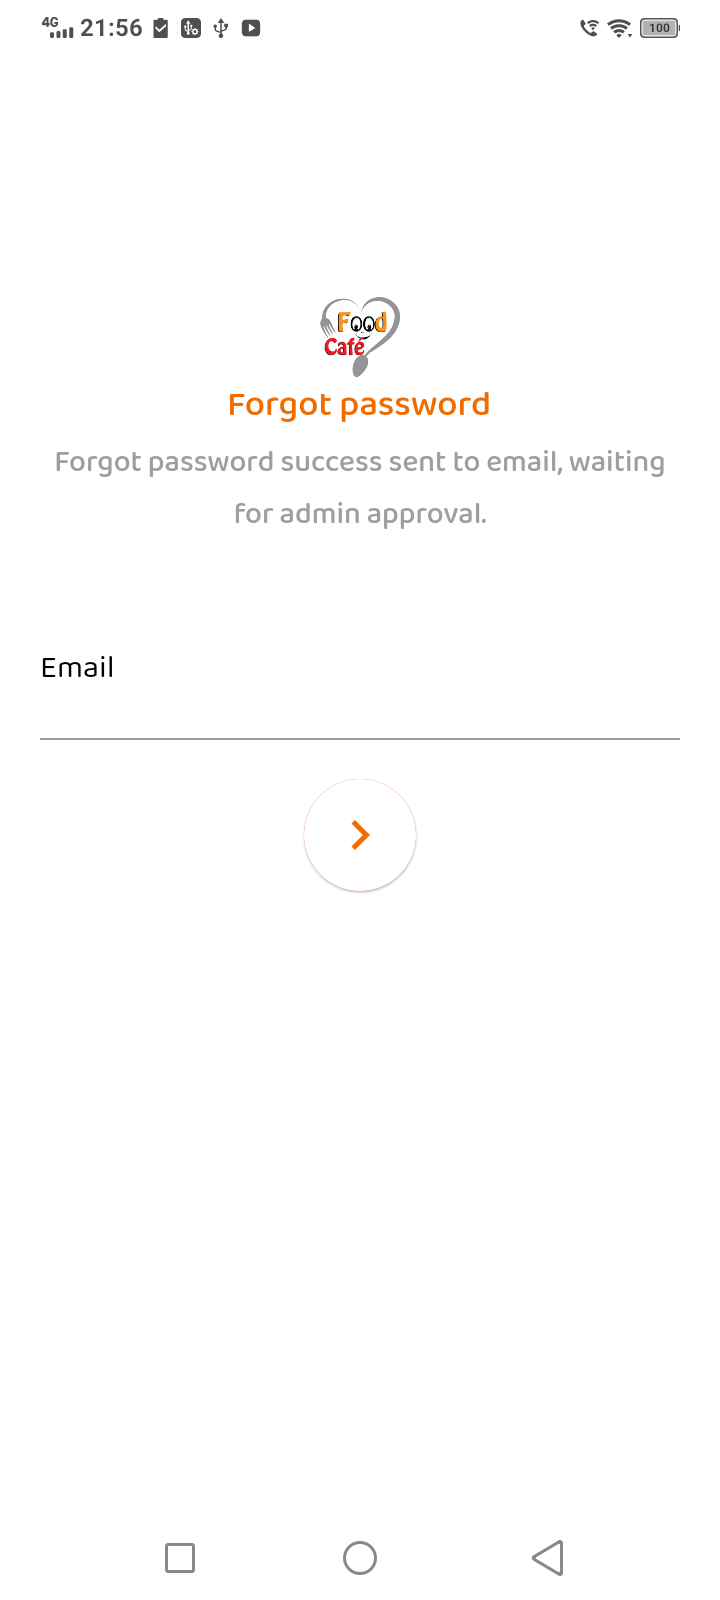 4G 21:56 100
Food
Café
Forgot password
Forgot password success sent to email, waiting
for admin approval.
Email